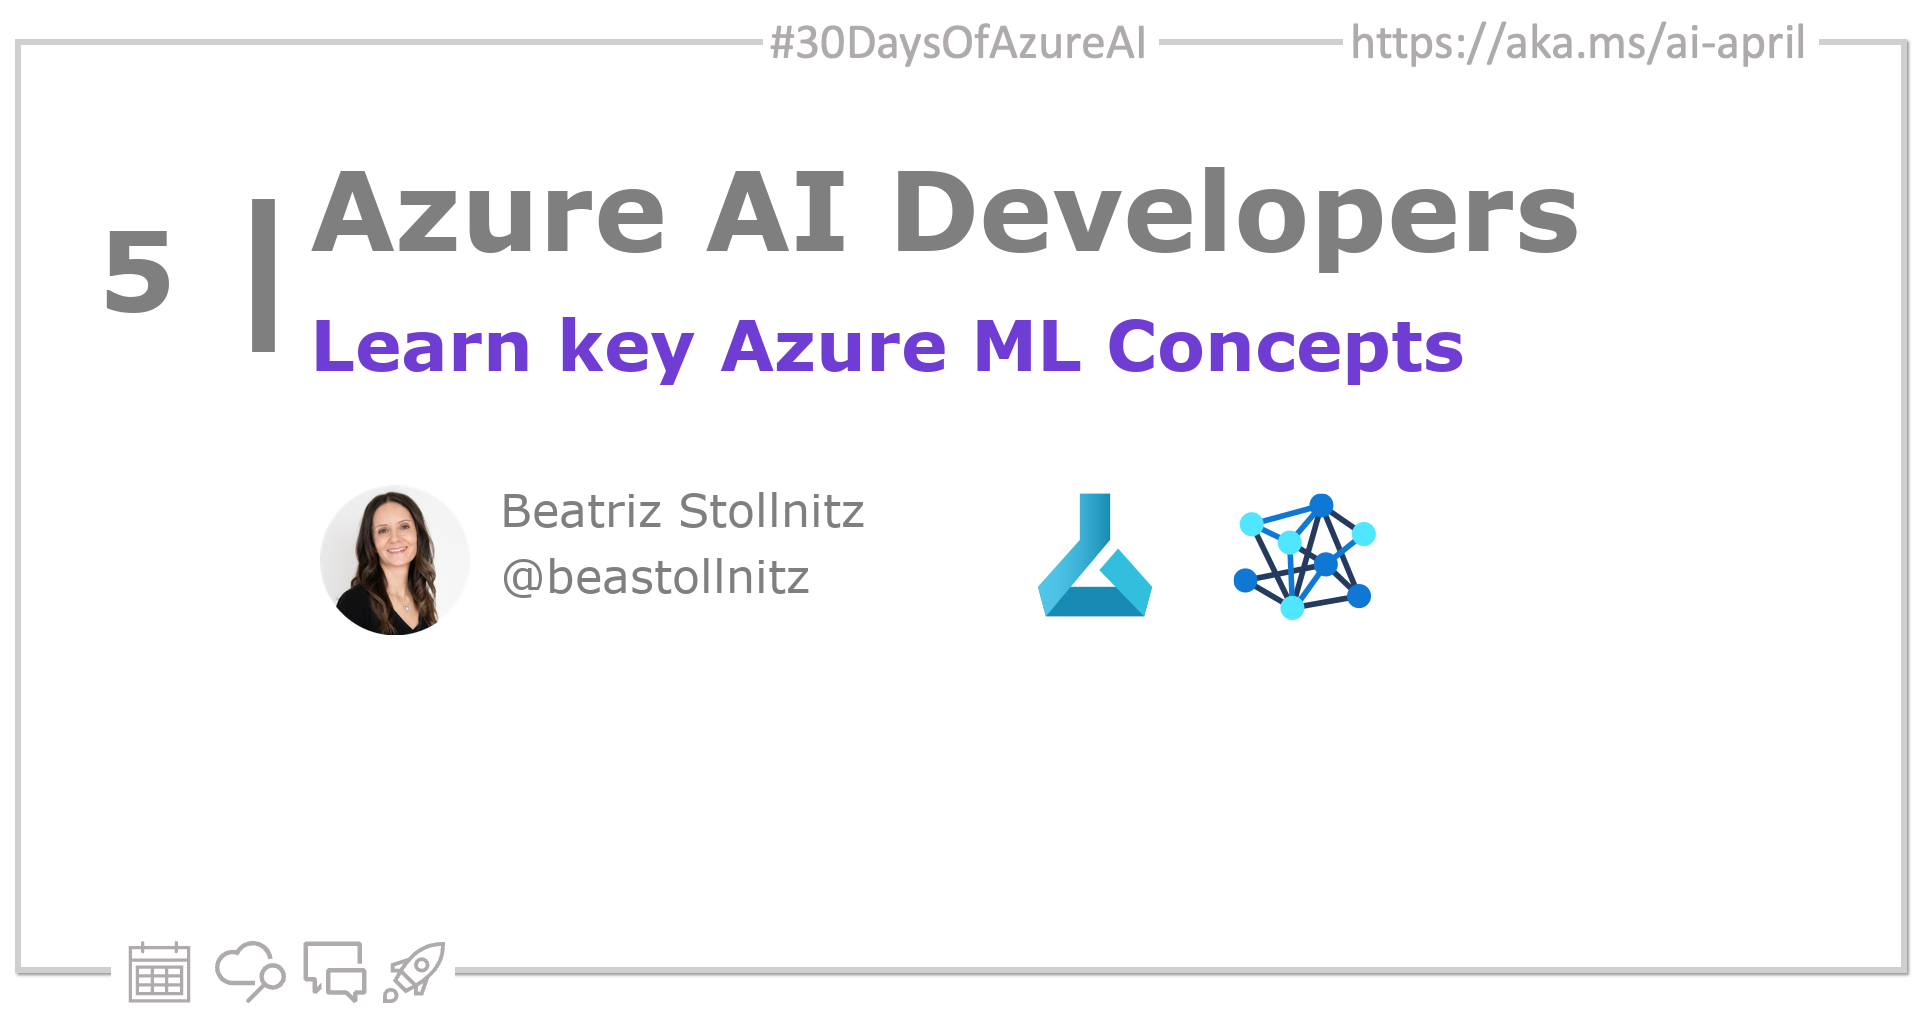 #30DaysOfAzureAI
https://aka.ms/ai-april
5
Azure AI Developers
Learn key Azure ML Concepts
Beatriz Stollnitz
@beastollnitz